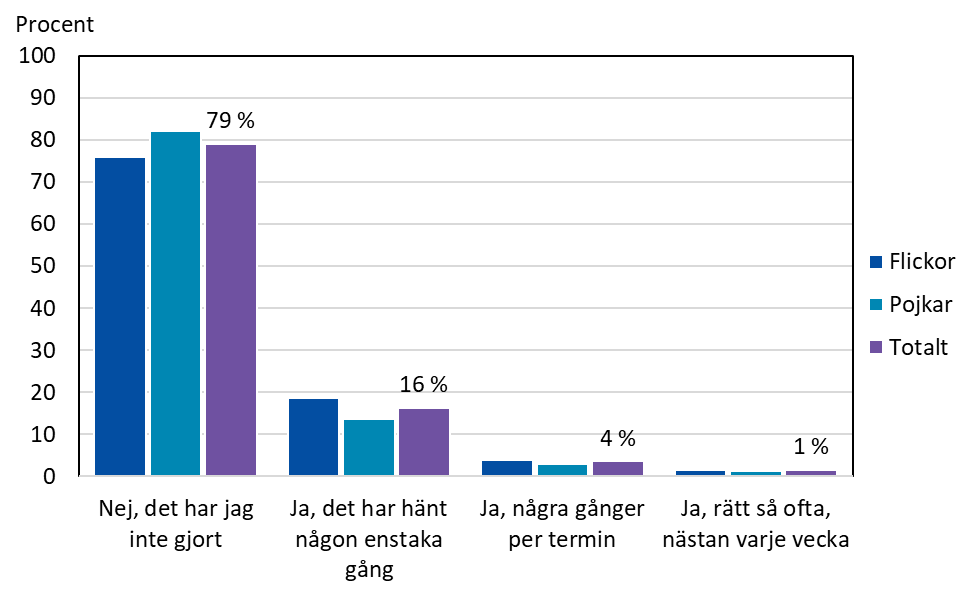 Procent
100
90
80
70
60
50
40
30
20
10
0
79 %
16 %
4 %
1 %
Nej, det har jag
inte gjort
Ja, det har hänt
någon enstaka
gång
Ja, några gånger
per termin
Ja, rätt så ofta,
nästan varje vecka
Flickor
Pojkar
Totalt